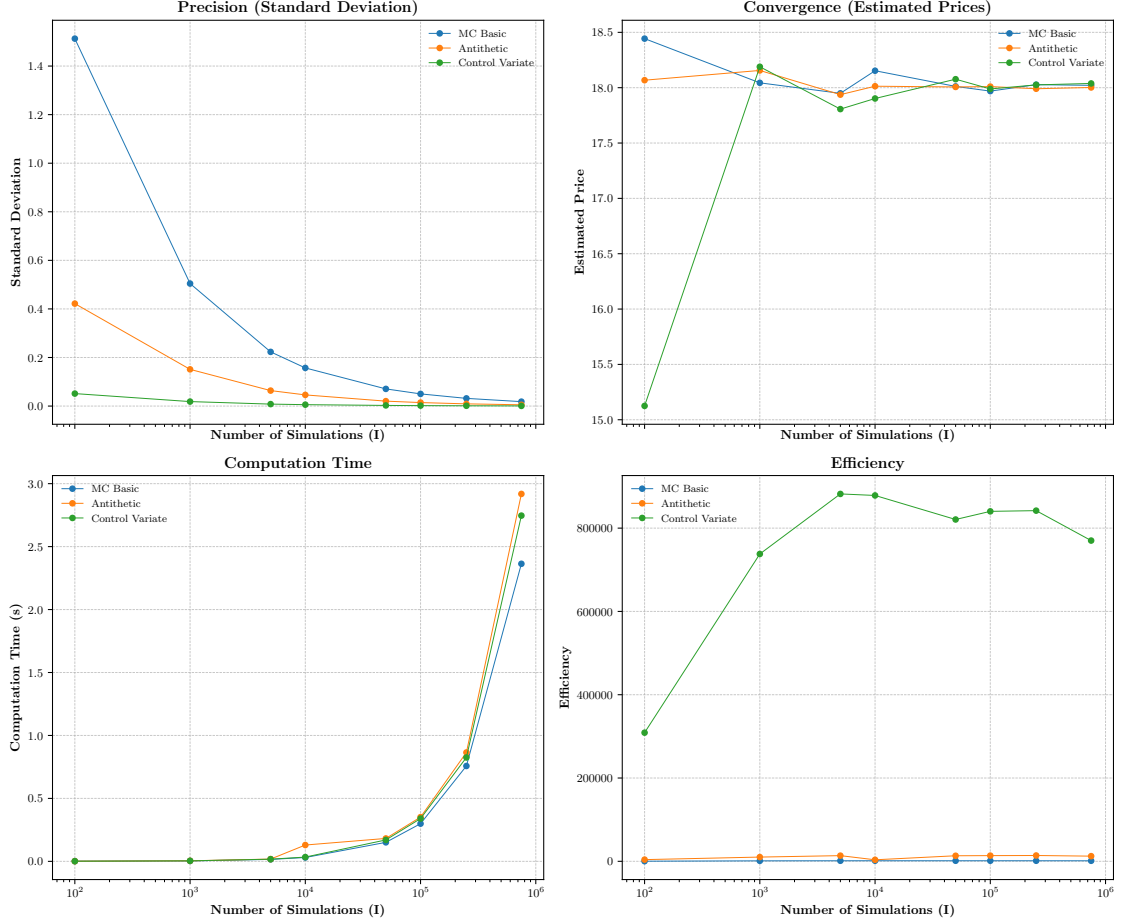 Precision (Standard Deviation)
MC Basic
Antithetic
Control Variate
1.4
1.2
1.0
0.8
0.6
0.4
0.2
0.0
Standard Deviation
Number of Simulations (I)
Convergence (Estimated Prices)
MC Basic
Antithetic
Control Variate
18.5
18.0
17.5
17.0
16.5
16.0
15.5
15.0
Estimated Price
Number of Simulations (I)
Computation Time
MC Basic
Antithetic
Control Variate
3.0
2.5
2.0
1.5
1.0
0.5
0.0
Computation Time (s)
10² 10³ 10⁴ 10⁵ 10⁶
Number of Simulations (I)
Efficiency
MC Basic
Antithetic
Control Variate
800000
600000
400000
200000
0
Efficiency
10² 10³ 10⁴ 10⁵ 10⁶
Number of Simulations (I)